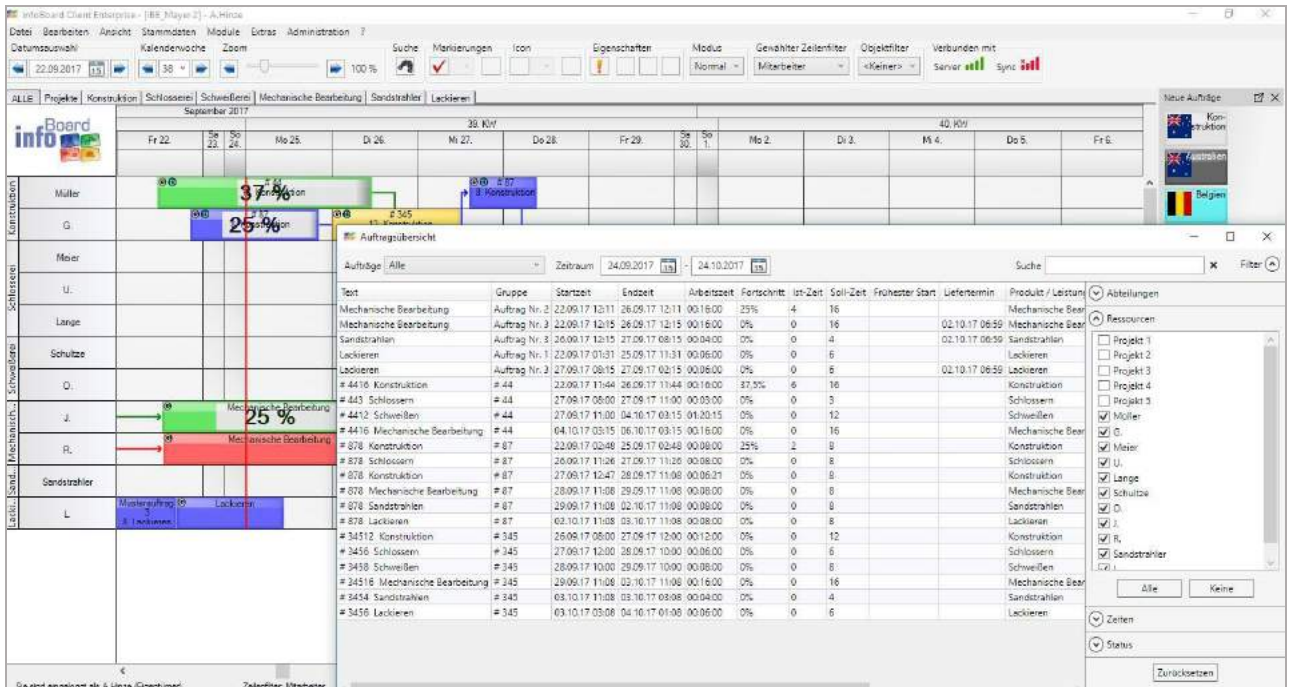 infoBoard Client Enterprise - [iBE_Mayer-2] - A.Hinze
Datei Bearbeiten Ansicht Stammdaten Module Extras Administration ?
Datumsauswahl Kalenderwoche Zoom Suche Markierungen Icon Eigenschaften Modus Gewählter Zeilenfilter Objektfilter Verbunden mit
22.09.2017 15 38 100 % Normal Mitarbeiter <Keiner> Server Sync
ALLE Projekte Konstruktion Schlosserei Schweißerei Mechanische Bearbeitung Sandstrahler Lackieren
Neue Aufträge
September 2017
39. KW 40. KW
Fr 22. Sa 23. So 24. Mo 25. Di 26. Mi 27. Do 28. Fr 29. Sa 30. So 1. Mo 2. Di 3. Mi 4. Do 5. Fr 6.
infoBoard
Konstruktion
Australien
Belgien
Konstruktion
Müller
37 %
# 87
Konstruktion
G.
25 %
# 345
Schlosserei
Meier
U.
Lange
Schweißerei
Schultze
O.
Mechanisch...
J.
Mechanische Bearbeitung
25 %
R.
Mechanische Bearbeitung
Sand...
Sandstrahler
Lacki...
L
Musterauftrag 3
Lackieren
Auftragsübersicht
Aufträge Alle Zeitraum 24.09.2017 15 - 24.10.2017 15 Suche Filter
Text Gruppe Startzeit Endzeit Arbeitszeit Fortschritt Ist-Zeit Soll-Zeit Frühester Start Liefertermin Produkt / Leistun
Mechanische Bearbeitung Auftrag Nr. 2 22.09.17 12:11 26.09.17 12:11 00:16:00 25% 4 16 Mechanische Bear
Mechanische Bearbeitung Auftrag Nr. 3 22.09.17 12:15 26.09.17 12:15 00:16:00 0% 0 16 02.10.17 06:59 Mechanische Bear
Sandstrahlen Auftrag Nr. 3 26.09.17 12:15 27.09.17 08:15 00:04:00 0% 0 4 02.10.17 06:59 Sandstrahlen
Lackieren Auftrag Nr. 1 22.09.17 01:31 25.09.17 11:31 00:06:00 0% 0 6 Lackieren
Lackieren Auftrag Nr. 3 27.09.17 08:15 27.09.17 02:15 00:06:00 0% 0 6 02.10.17 06:59 Lackieren
# 4416 Konstruktion # 44 22.09.17 11:44 26.09.17 11:44 00:16:00 37,5% 6 16 Konstruktion
# 443 Schlossern # 44 27.09.17 08:00 27.09.17 11:00 00:03:00 0% 0 3 Schlossern
# 4412 Schweißen # 44 27.09.17 11:00 04.10.17 03:15 01:20:15 0% 0 12 Schweißen
# 4416 Mechanische Bearbeitung # 44 04.10.17 03:15 06.10.17 03:15 00:16:00 0% 0 16 Mechanische Bear
# 878 Konstruktion # 87 22.09.17 02:48 25.09.17 02:48 00:08:00 25% 2 8 Konstruktion
# 878 Schlossern # 87 26.09.17 11:26 27.09.17 11:26 00:08:00 0% 0 8 Schlossern
# 878 Konstruktion # 87 27.09.17 12:47 28.09.17 11:08 00:06:21 0% 0 8 Konstruktion
# 878 Mechanische Bearbeitung # 87 28.09.17 11:08 29.09.17 11:08 00:08:00 0% 0 8 Mechanische Bear
# 878 Sandstrahlen # 87 29.09.17 11:08 02.10.17 11:08 00:08:00 0% 0 8 Sandstrahlen
# 878 Lackieren # 87 02.10.17 11:08 03.10.17 11:08 00:08:00 0% 0 8 Lackieren
# 34512 Konstruktion # 345 26.09.17 08:00 27.09.17 12:00 00:12:00 0% 0 12 Konstruktion
# 3456 Schlossern # 345 27.09.17 12:00 28.09.17 10:00 00:06:00 0% 0 6 Schlossern
# 3458 Schweißen # 345 28.09.17 10:00 29.09.17 10:00 00:08:00 0% 0 8 Schweißen
# 34516 Mechanische Bearbeitung # 345 29.09.17 11:08 03.10.17 11:08 00:16:00 0% 0 16 Mechanische Bear
# 3454 Sandstrahlen # 345 03.10.17 11:08 03.10.17 03:08 00:04:00 0% 0 4 Sandstrahlen
# 3456 Lackieren # 345 03.10.17 03:08 04.10.17 01:08 00:06:00 0% 0 6 Lackieren
Abteilungen
Ressourcen
Projekt 1
Projekt 2
Projekt 3
Projekt 4
Projekt 5
Müller
G.
Meier
U.
Lange
Schultze
O.
J.
R.
Sandstrahler
Alle Keine
Zeiten
Status
Zurücksetzen
Zeilenfilter: Mitarbeiter